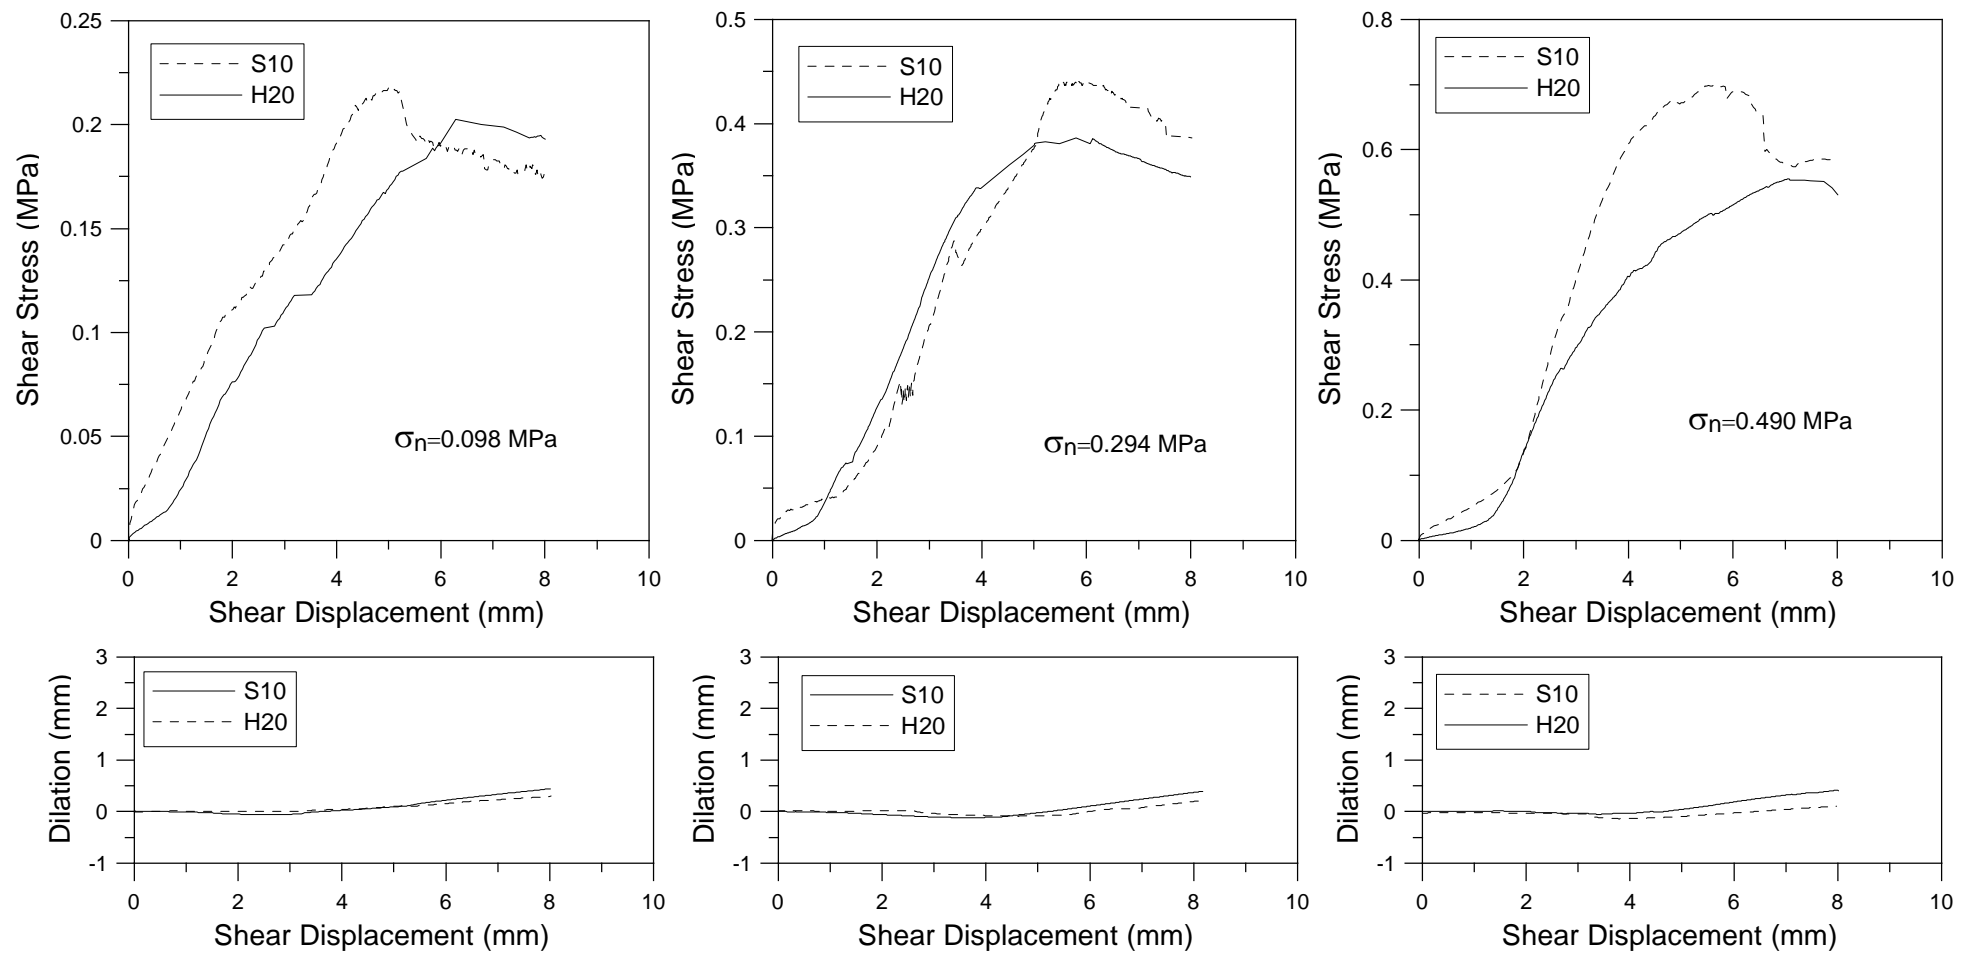 0.25
0.2
0.15
0.1
0.05
0
Shear Stress (MPa)
S10
H20
σn=0.098 MPa
0 2 4 6 8 10
Shear Displacement (mm)
0.5
0.4
0.3
0.2
0.1
0
Shear Stress (MPa)
S10
H20
σn=0.294 MPa
0 2 4 6 8 10
Shear Displacement (mm)
0.8
0.6
0.4
0.2
0
Shear Stress (MPa)
S10
H20
σn=0.490 MPa
0 2 4 6 8 10
Shear Displacement (mm)
3
2
1
0
-1
Dilation (mm)
S10
H20
0 2 4 6 8 10
Shear Displacement (mm)
3
2
1
0
-1
Dilation (mm)
S10
H20
0 2 4 6 8 10
Shear Displacement (mm)
3
2
1
0
-1
Dilation (mm)
S10
H20
0 2 4 6 8 10
Shear Displacement (mm)